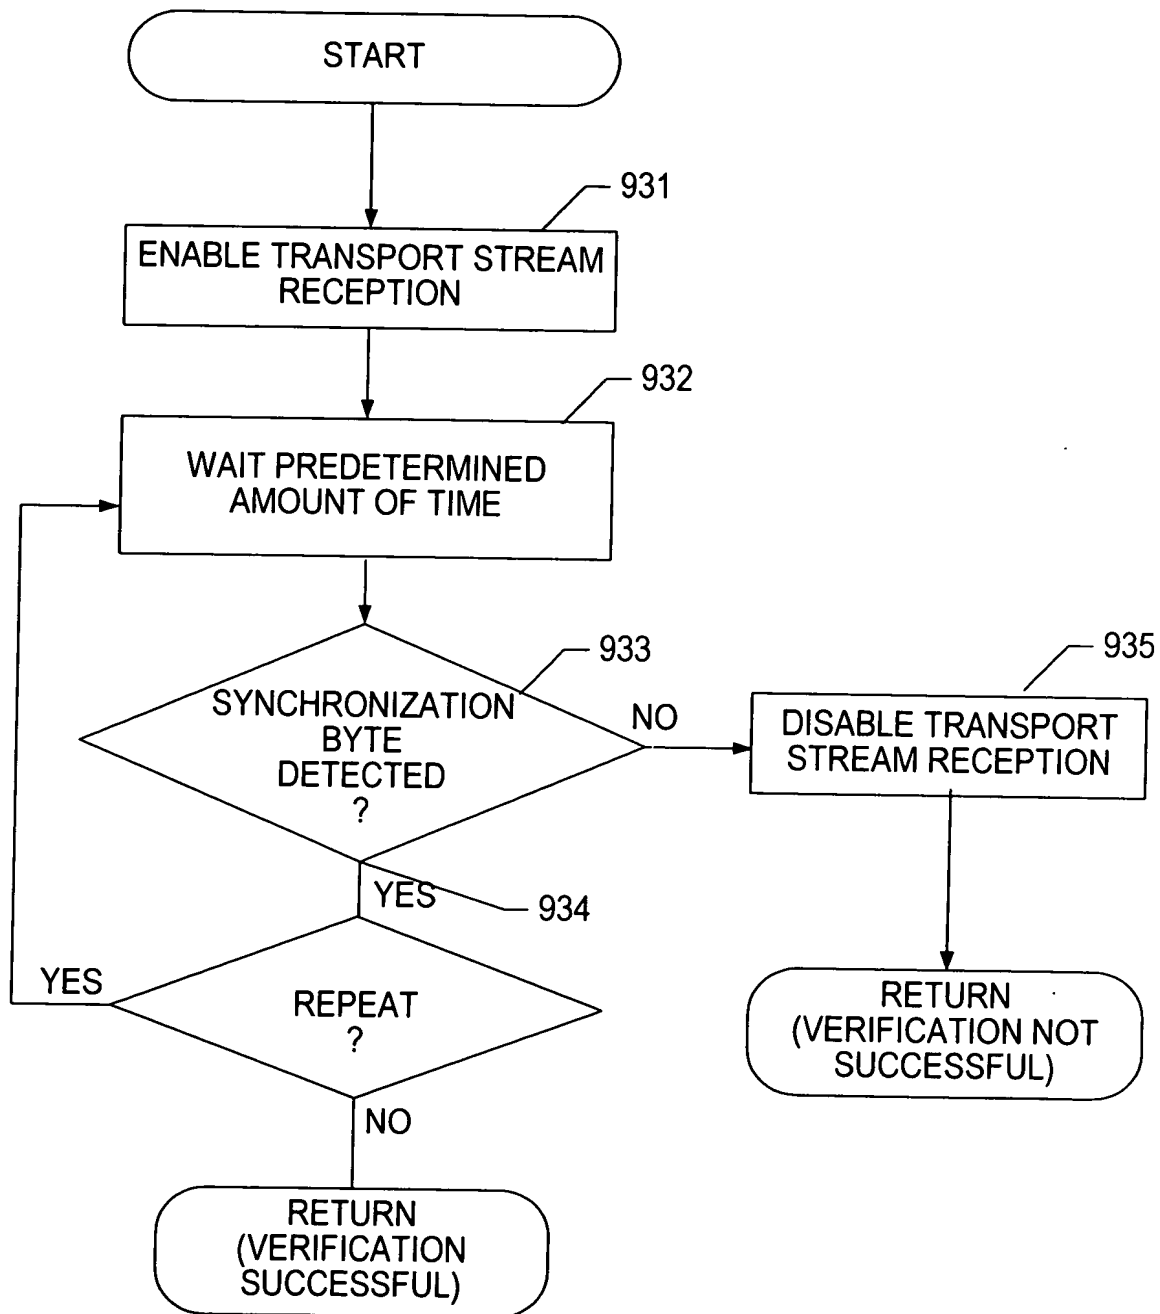 START
931
ENABLE TRANSPORT STREAM
RECEPTION
932
WAIT PREDETERMINED
AMOUNT OF TIME
933
SYNCHRONIZATION
BYTE
DETECTED
?
NO
935
DISABLE TRANSPORT
STREAM RECEPTION
YES
934
YES
REPEAT
?
NO
RETURN
(VERIFICATION NOT
SUCCESSFUL)
RETURN
(VERIFICATION
SUCCESSFUL)